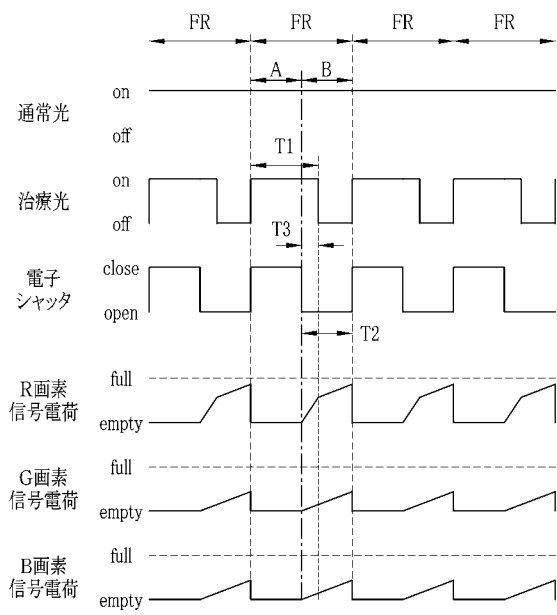 FR FR FR FR
A B
通常光
on
off
T1
治療光
on
off
T3
電子
シャッタ
close
open
T2
R画素
信号電荷
full
empty
G画素
信号電荷
full
empty
B画素
信号電荷
full
empty